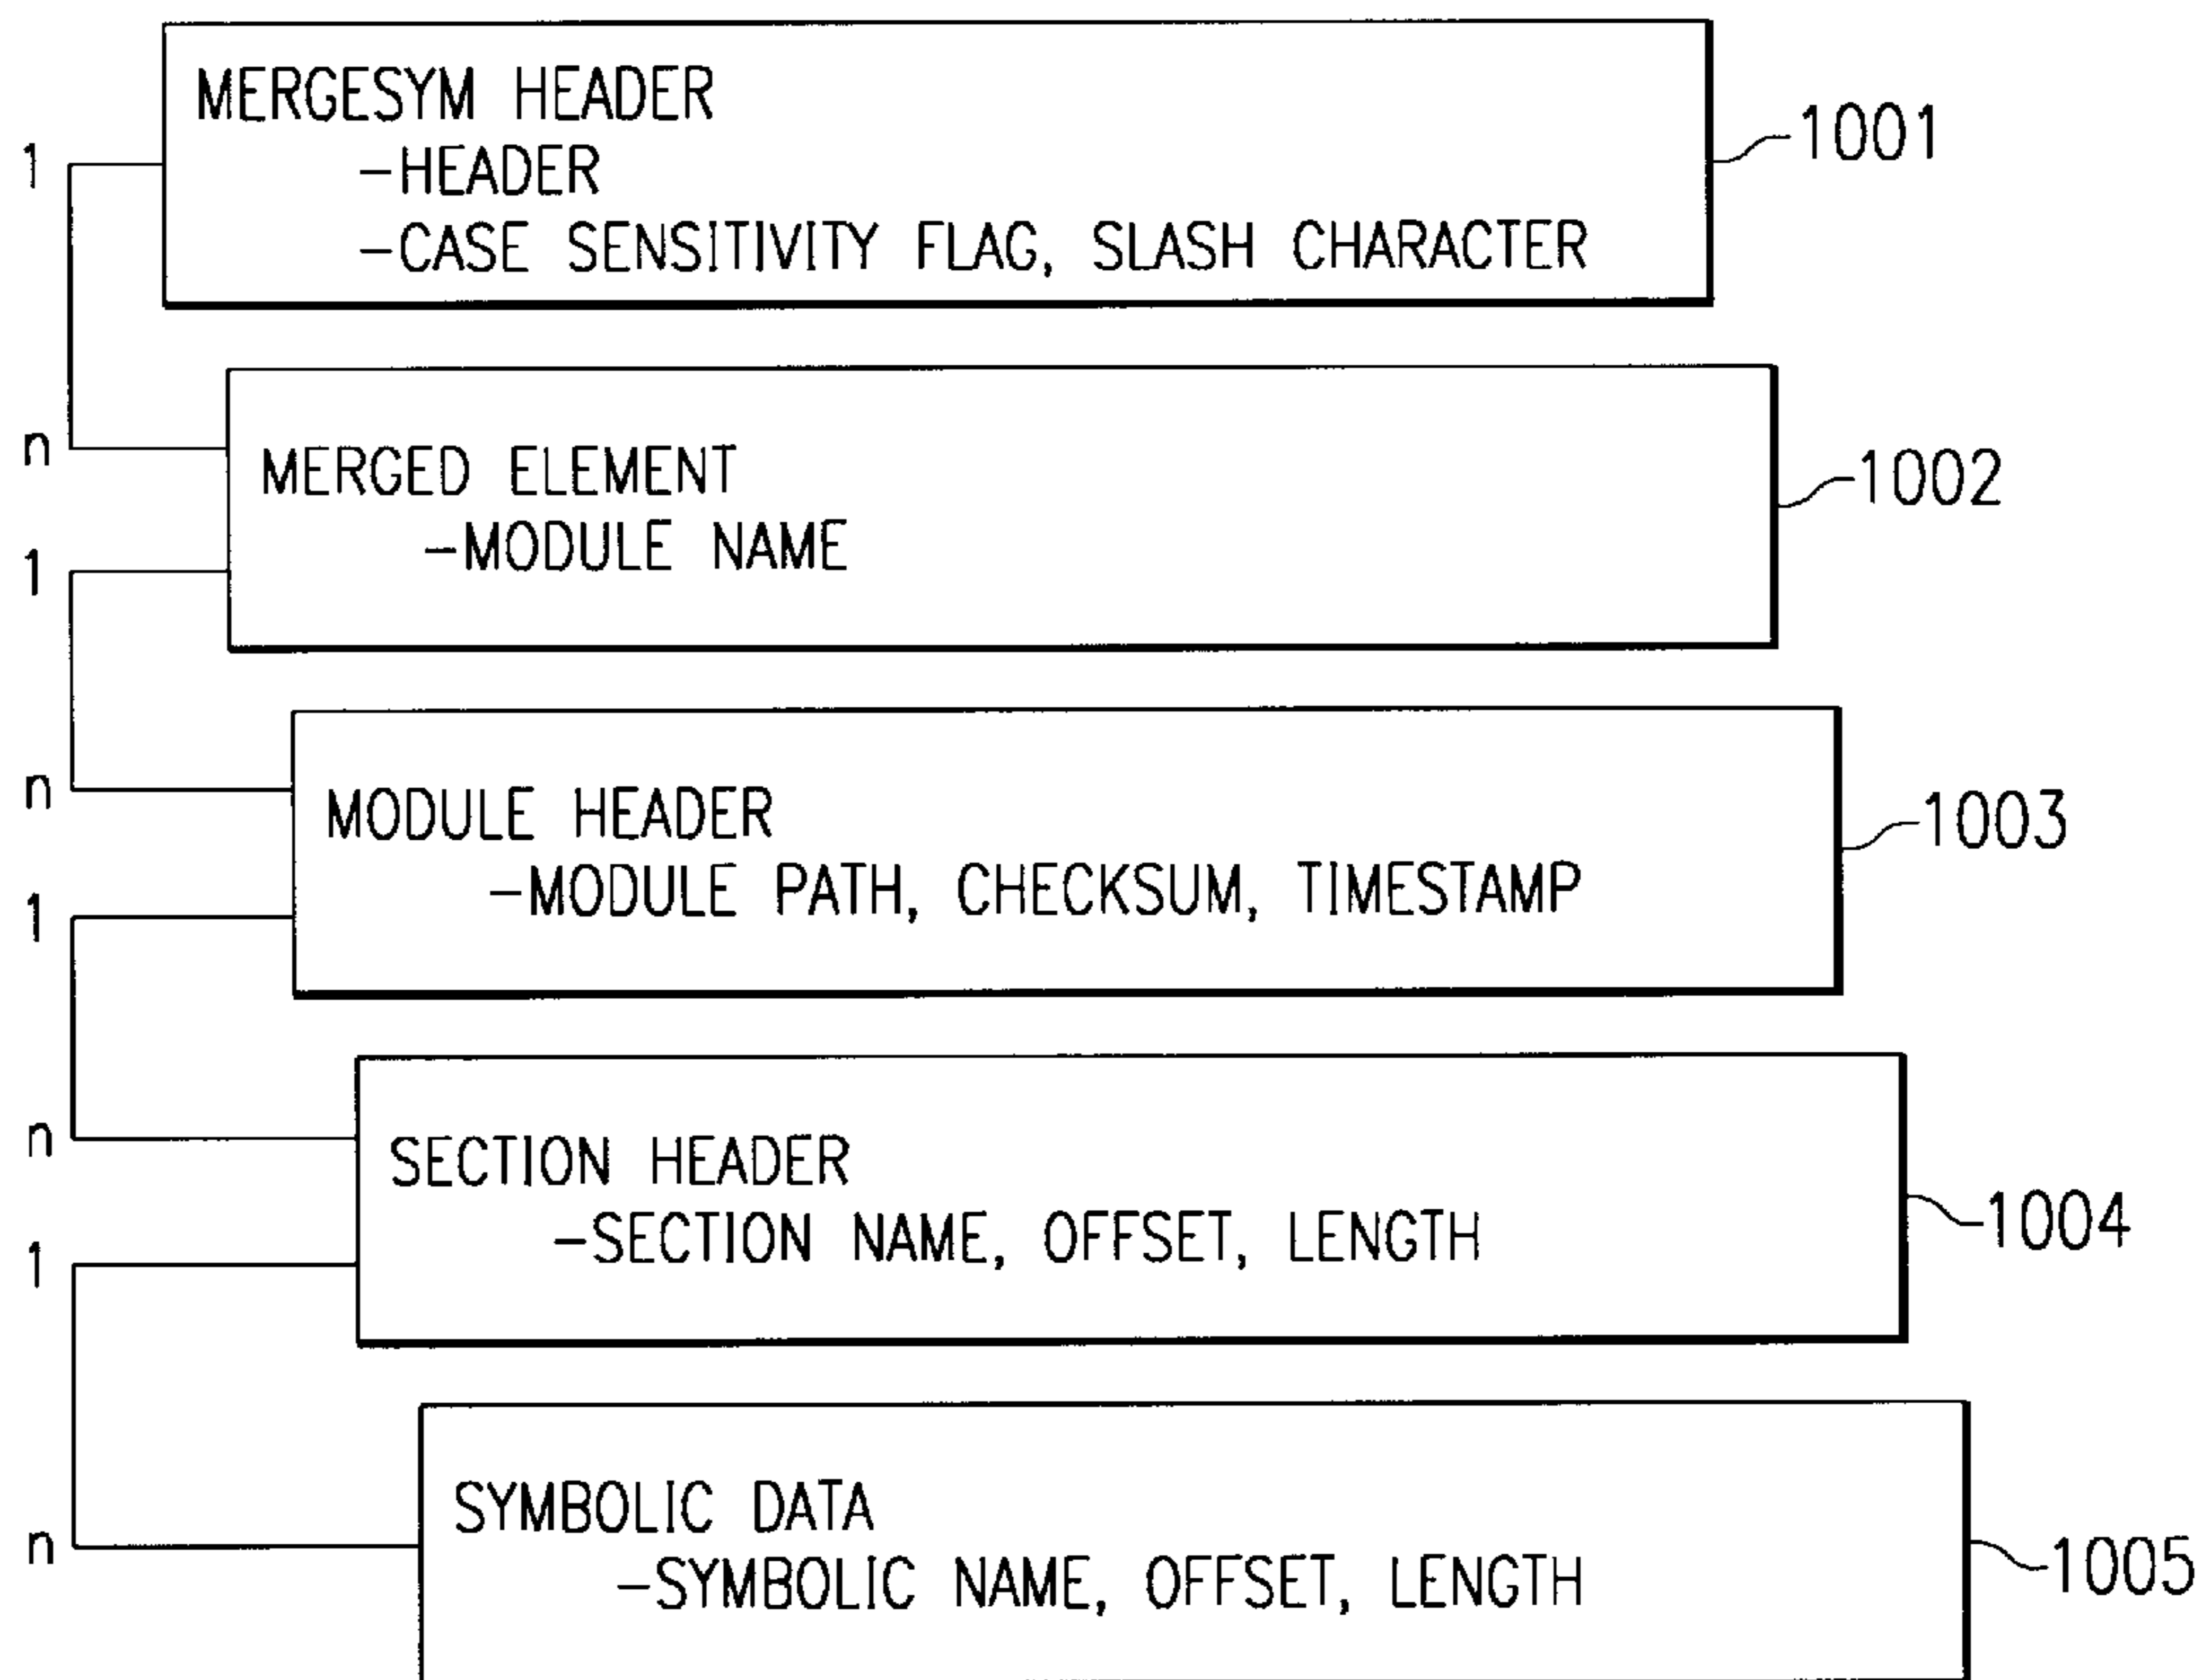 MERGESYM HEADER
-HEADER
-CASE SENSITIVITY FLAG, SLASH CHARACTER
1001
1
n
MERGED ELEMENT
-MODULE NAME
1002
1
n
MODULE HEADER
-MODULE PATH, CHECKSUM, TIMESTAMP
1003
1
n
SECTION HEADER
-SECTION NAME, OFFSET, LENGTH
1004
1
n
SYMBOLIC DATA
-SYMBOLIC NAME, OFFSET, LENGTH
1005